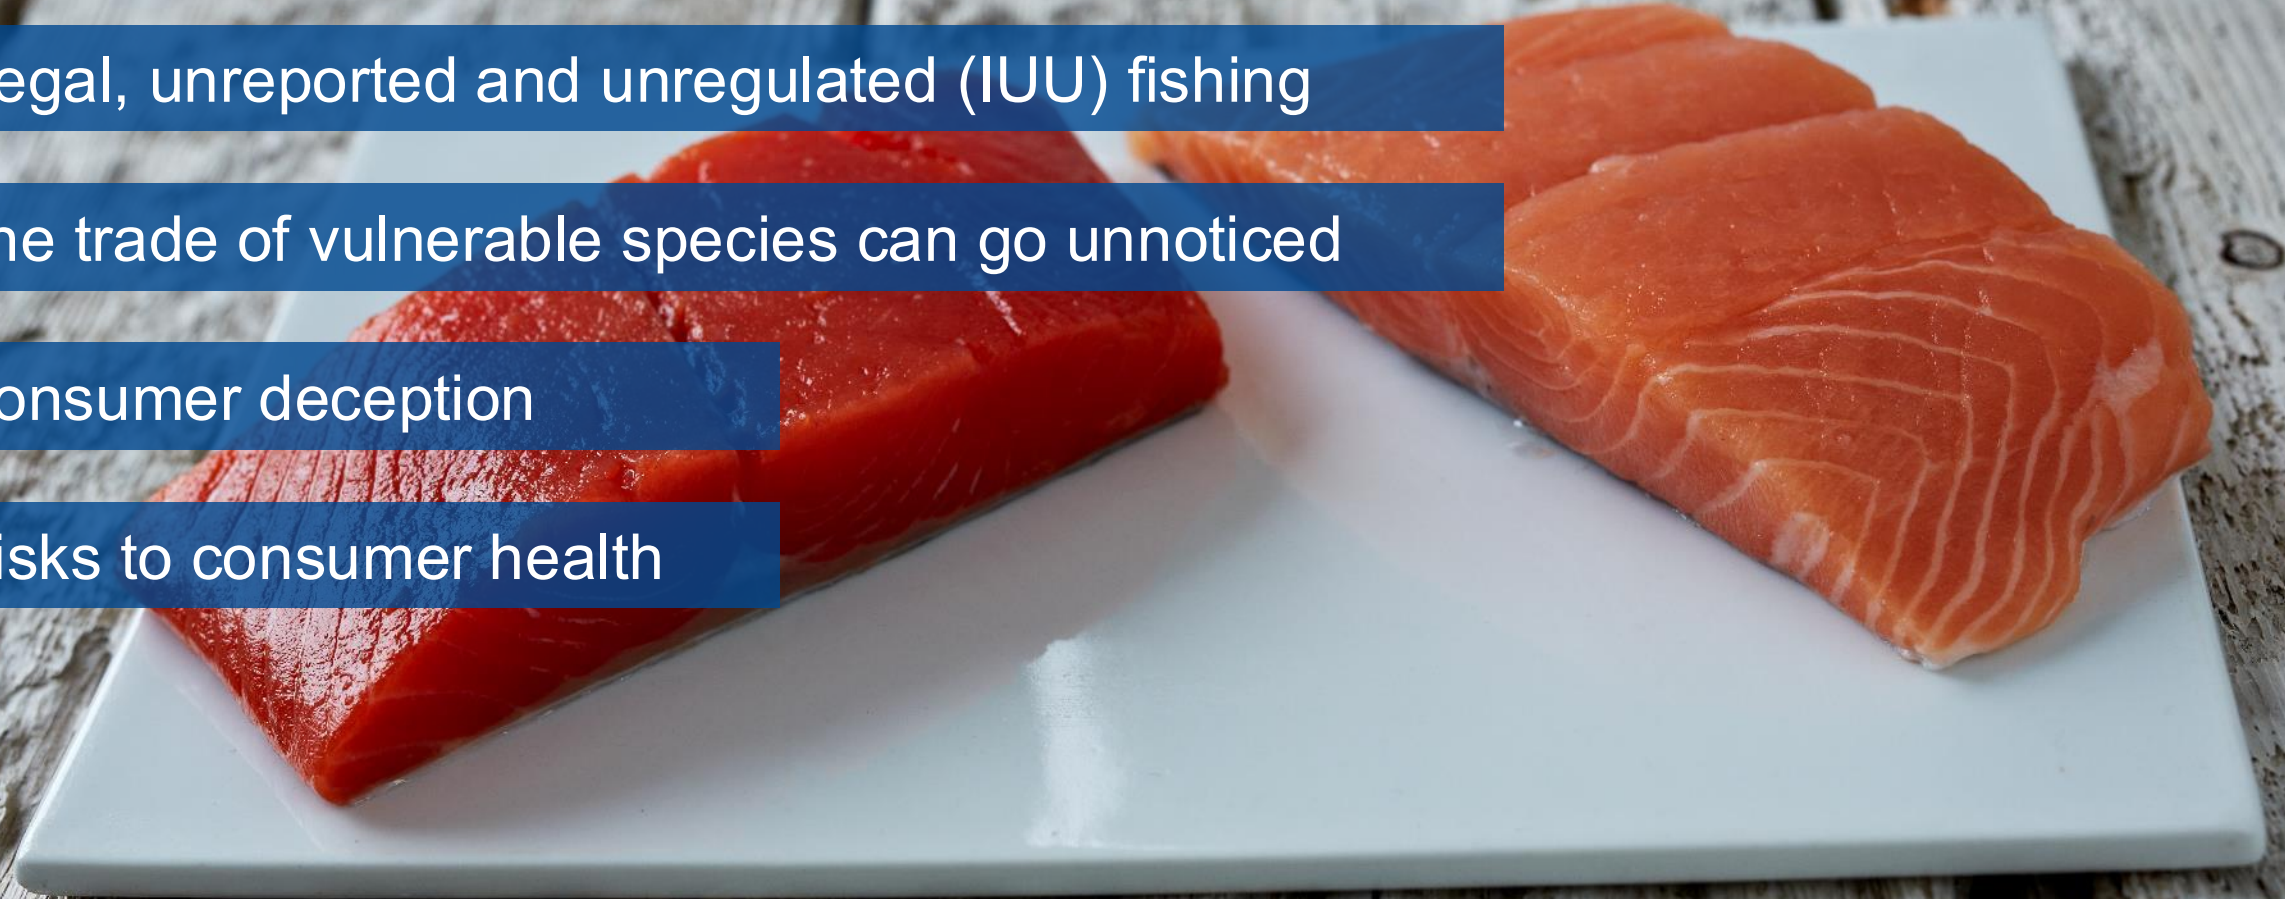 egal, unreported and unregulated (IUU) fishing
he trade of vulnerable species can go unnoticed
onsumer deception
isks to consumer health